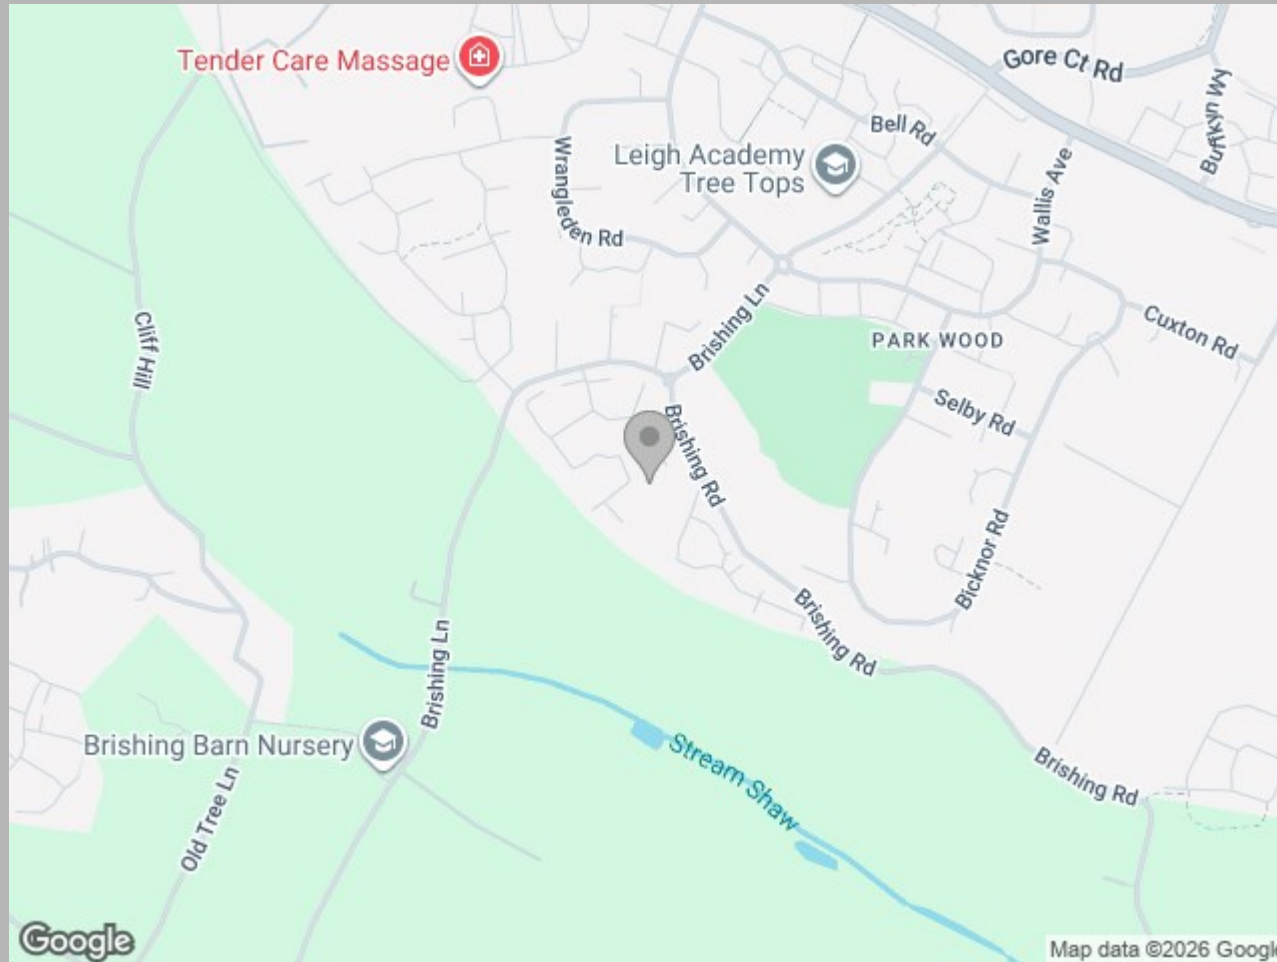 Tender Care Massage
Gore Ct Rd
Buffkyn Wy
Bell Rd
Leigh Academy
Tree Tops
Wrangleden Rd
Wallis Ave
Brishing Ln
Cliff Hill
PARK WOOD
Cuxton Rd
Selby Rd
Brishing Rd
Bicknor Rd
Brishing Rd
Brishing Ln
Brishing Barn Nursery
Stream Shaw
Brishing Rd
Old Tree Ln
Google
Map data ©2026 Google